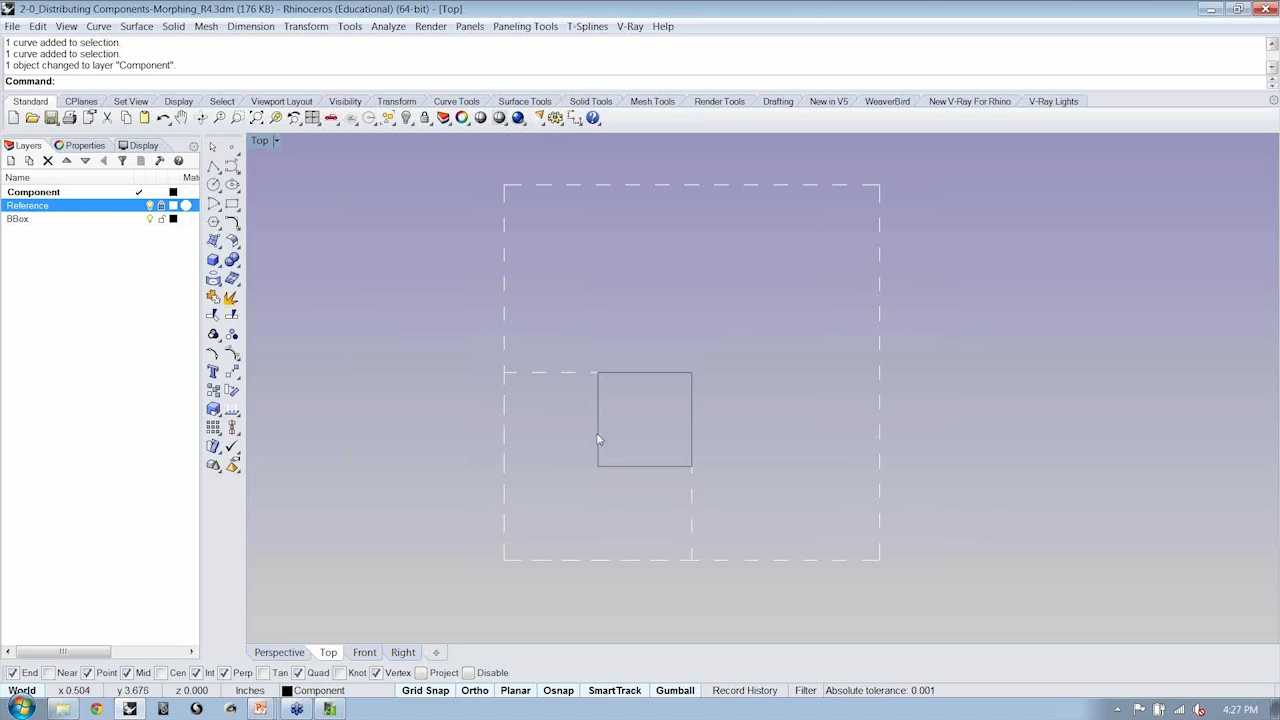 2-0_Distributing Components-Morphing_R4.3dm (176 KB) - Rhinoceros (Educational) (64-bit) - [Top]
File Edit View Curve Surface Solid Mesh Dimension Transform Tools Analyze Render Panels Paneling Tools T-Splines V-Ray Help
1 curve added to selection.
1 curve added to selection.
1 object changed to layer "Component".
Command:
Standard CPlanes Set View Display Select Viewport Layout Visibility Transform Curve Tools Surface Tools Solid Tools Mesh Tools Render Tools Drafting New in V5 WeaverBird New V-Ray For Rhino V-Ray Lights
Layers Properties Display
Top
Name Mate
Component
Reference
BBox
Perspective Top Front Right
End Near Point Mid Cen Int Perp Tan Quad Knot Vertex Project Disable
World x 0.504 y 3.676 z 0.000 Inches Component Grid Snap Ortho Planar Osnap SmartTrack Gumball Record History Filter Absolute tolerance: 0.001
4:27 PM